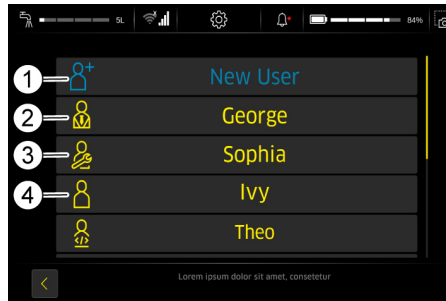 5L
84%
1 New User
2 George
3 Sophia
4 Ivy
</> Theo
Lorem ipsum dolor sit amet, consetetur